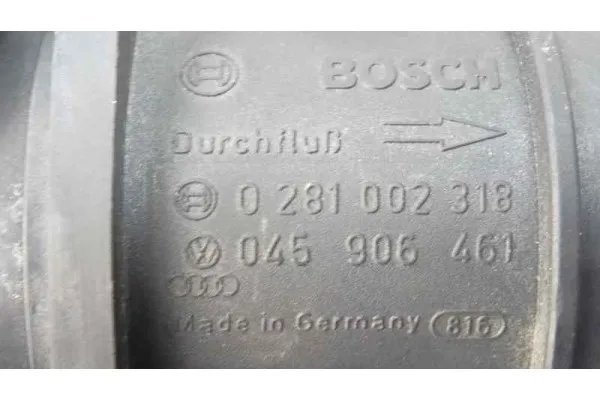 BOSCH
Durchfluß
0 281 002 318
045 906 461
Made in Germany 816